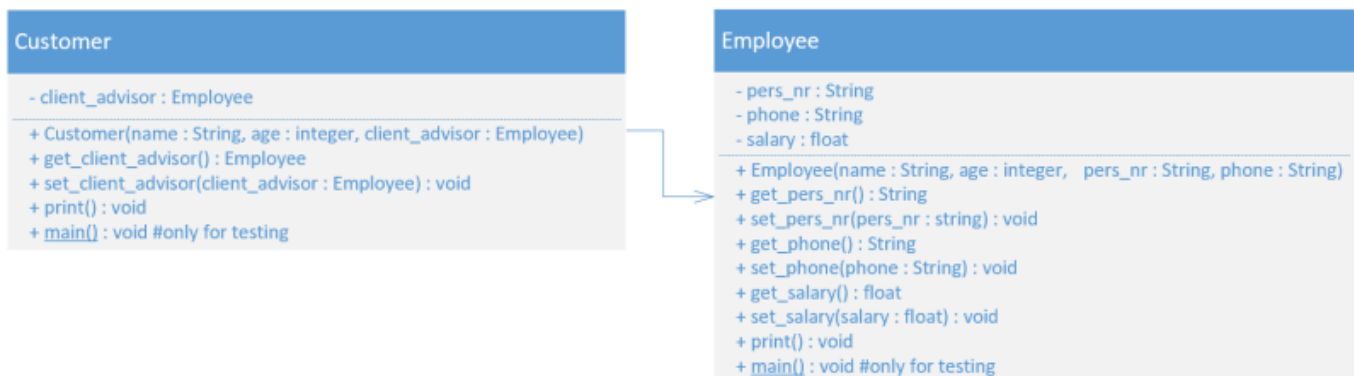 Customer
- client_advisor : Employee
+ Customer(name : String, age : integer, client_advisor : Employee)
+ get_client_advisor() : Employee
+ set_client_advisor(client_advisor : Employee) : void
+ print() : void
+ main() : void #only for testing
Employee
- pers_nr : String
- phone : String
- salary : float
+ Employee(name : String, age : integer, pers_nr : String, phone : String)
+ get_pers_nr() : String
+ set_pers_nr(pers_nr : string) : void
+ get_phone() : String
+ set_phone(phone : String) : void
+ get_salary() : float
+ set_salary(salary : float) : void
+ print() : void
+ main() : void #only for testing